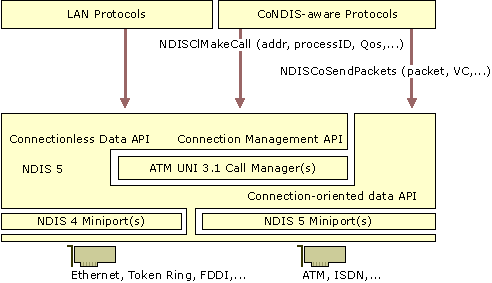 LAN Protocols
CoNDIS-aware Protocols
NDISClMakeCall (addr, processID, Qos,...)
NDISCoSendPackets (packet, VC,...)
Connectionless Data API
Connection Management API
NDIS 5
ATM UNI 3.1 Call Manager(s)
Connection-oriented data API
NDIS 4 Miniport(s)
NDIS 5 Miniport(s)
Ethernet, Token Ring, FDDI,...
ATM, ISDN,...